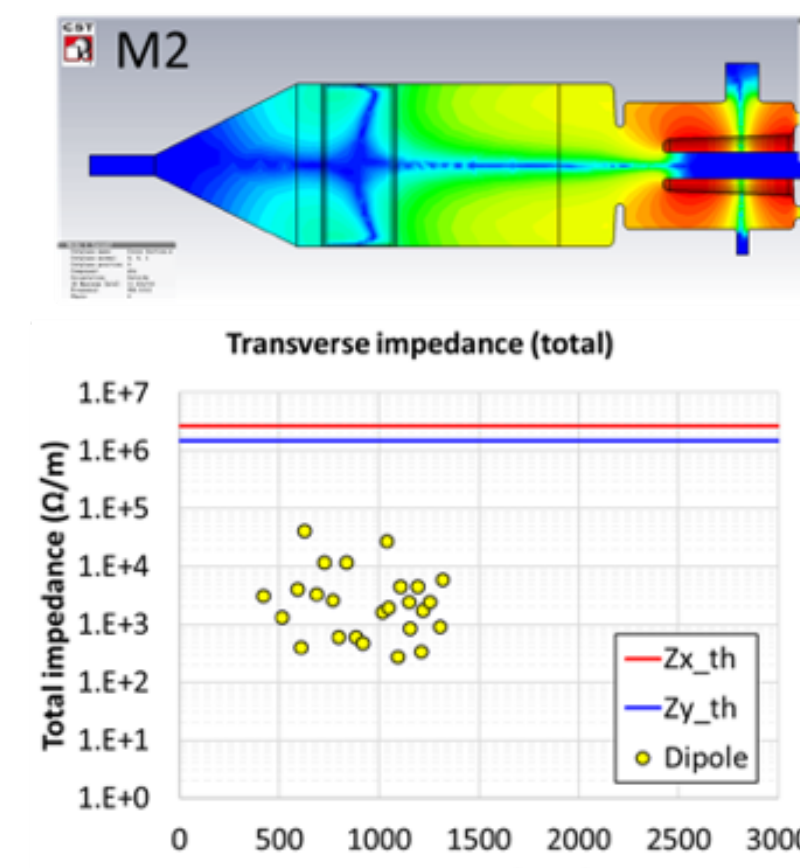 CST
M2
Transverse impedance (total)
Total impedance (Ω/m)
1.E+7
1.E+6
1.E+5
1.E+4
1.E+3
1.E+2
1.E+1
1.E+0
0 500 1000 1500 2000 2500 3000
Zx_th
Zy_th
Dipole